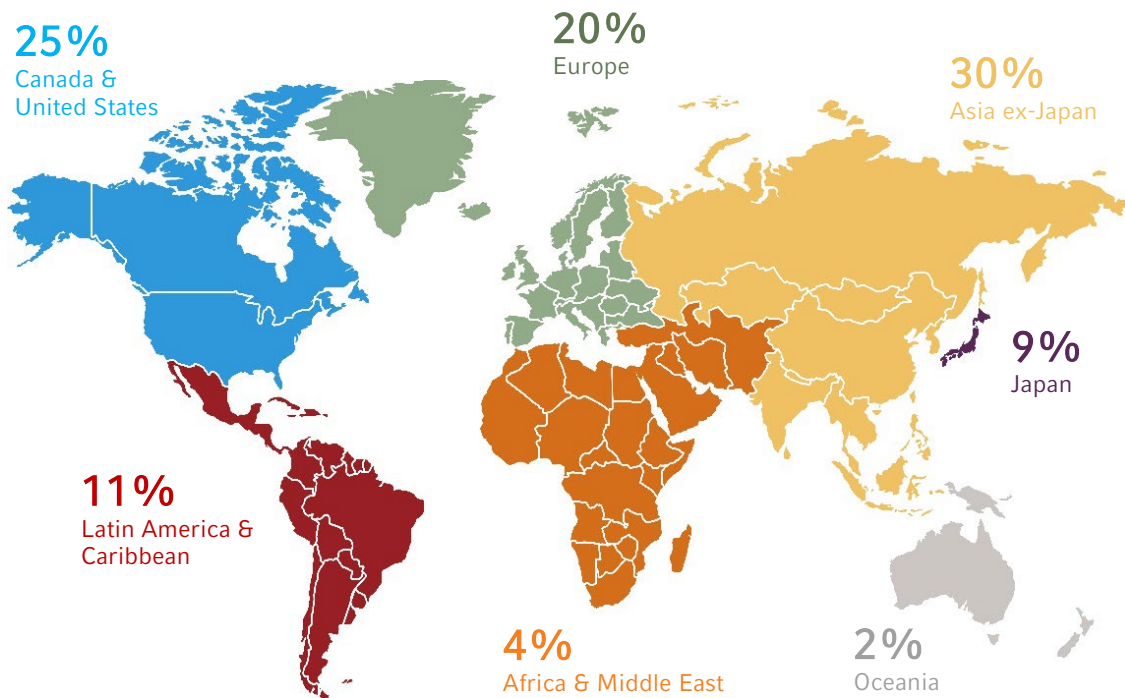 25%
Canada &
United States
20%
Europe
30%
Asia ex-Japan
9%
Japan
11%
Latin America &
Caribbean
4%
Africa & Middle East
2%
Oceania